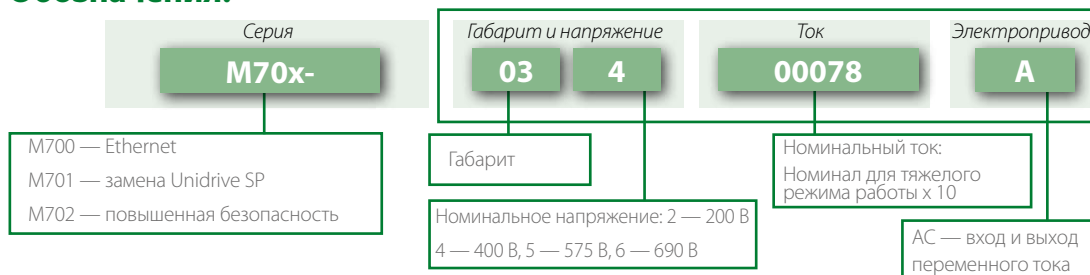 Обозначения:
Серия
Габарит и напряжение
Ток
Электропривод
M70x-
03
4
00078
A
M700 — Ethernet
M701 — замена Unidrive SP
M702 — повышенная безопасность
Габарит
Номинальное напряжение: 2 — 200 В
4 — 400 В, 5 — 575 В, 6 — 690 В
Номинальный ток:
Номинал для тяжелого
режима работы x 10
AC — вход и выход
переменного тока